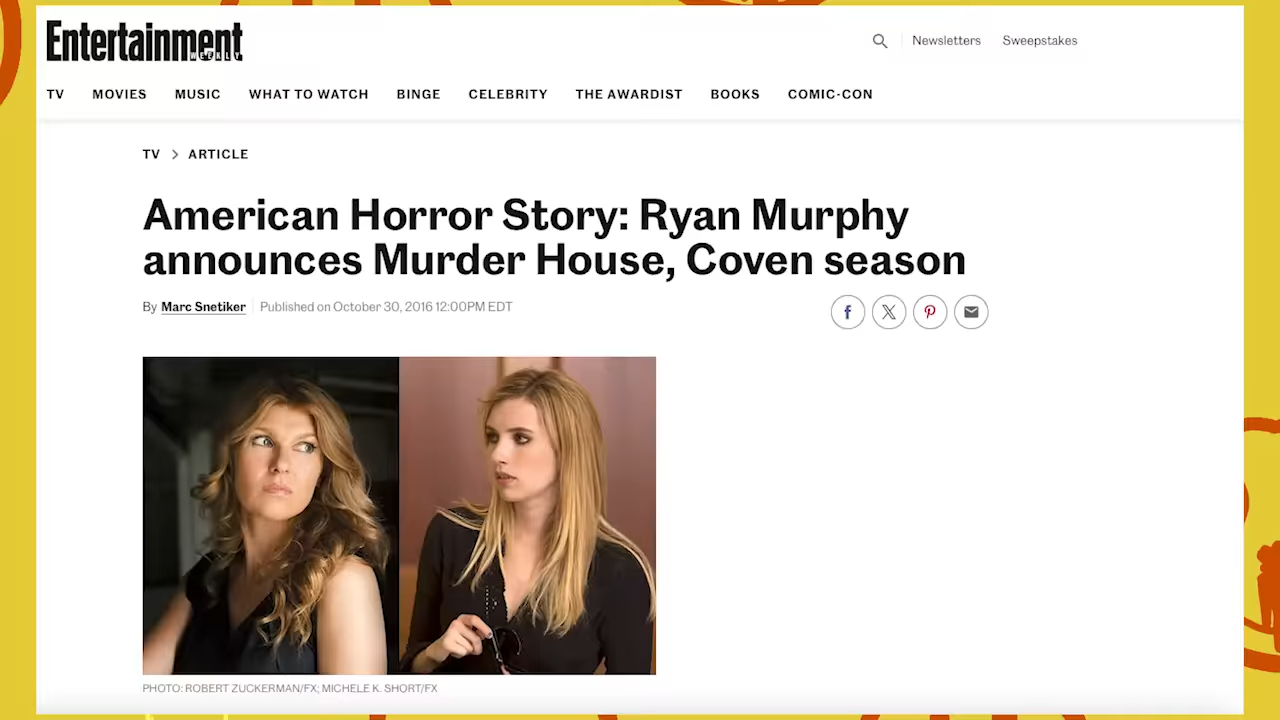 Entertainment
WEEKLY
Newsletters
Sweepstakes
TV MOVIES MUSIC WHAT TO WATCH BINGE CELEBRITY THE AWARDIST BOOKS COMIC-CON
TV > ARTICLE
American Horror Story: Ryan Murphy
announces Murder House, Coven season
By Marc Snetiker Published on October 30, 2016 12:00PM EDT
PHOTO: ROBERT ZUCKERMAN/FX; MICHELE K. SHORT/FX